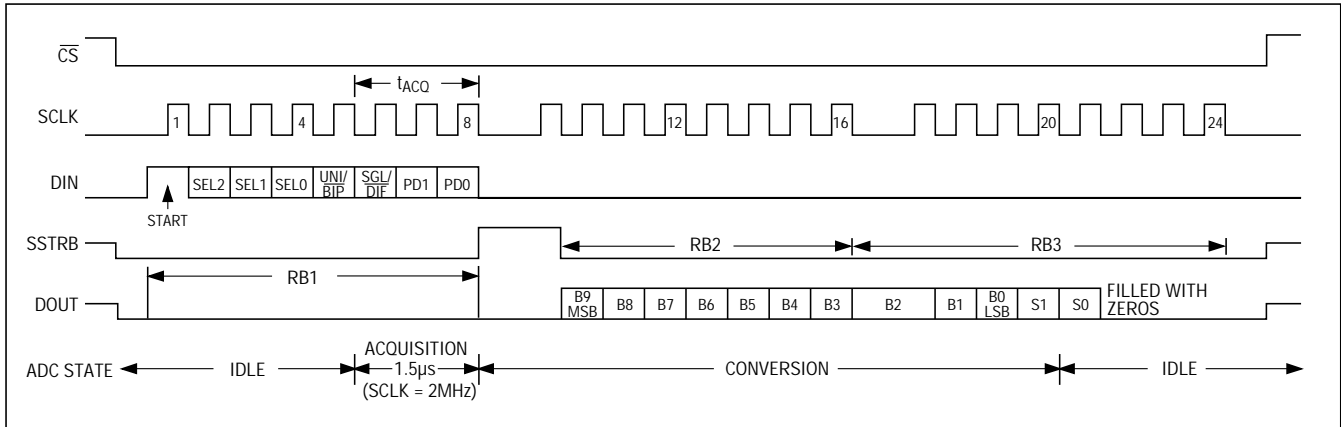 CS
tACQ
SCLK 1 4 8 12 16 20 24
DIN SEL2 SEL1 SEL0 UNI/ BIP SGL/ DIF PD1 PD0
START
SSTRB RB2 RB3
RB1
DOUT B9 MSB B8 B7 B6 B5 B4 B3 B2 B1 B0 LSB S1 S0 FILLED WITH ZEROS
ADC STATE IDLE ACQUISITION 1.5µs (SCLK = 2MHz) CONVERSION IDLE